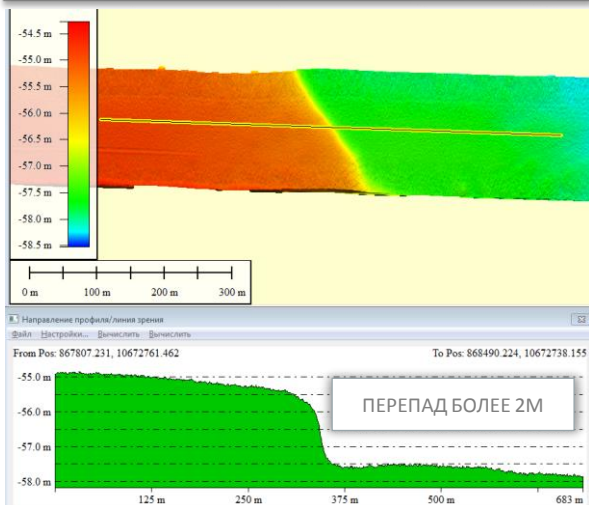 -54.5 m
-55.0 m
-55.5 m
-56.0 m
-56.5 m
-57.0 m
-57.5 m
-58.0 m
-58.5 m
0 m 100 m 200 m 300 m
Направление профиля/линия зрения
Файл Настройки... Вычислить Вычислить
From Pos: 867807.231, 10672761.462 To Pos: 868490.224, 10672738.155
-55.0 m
-56.0 m
ПЕРЕПАД БОЛЕЕ 2М
-57.0 m
-58.0 m
125 m 250 m 375 m 500 m 683 m